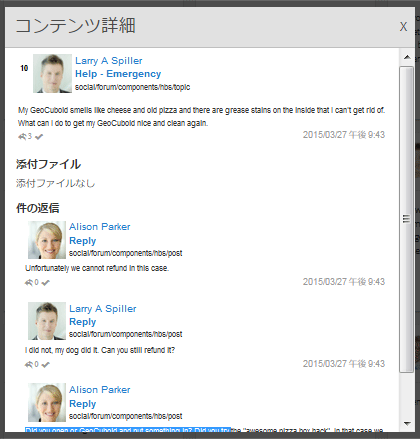 コンテンツ詳細
X
10
Larry A Spiller
Help - Emergency
social/forum/components/hbs/topic
My GeoCubold smells like cheese and old pizza and there are grease stains on the inside that I can't get rid of.
What can I do to get my GeoCubold nice and clean again.
3
2015/03/27 午後 9:43
添付ファイル
添付ファイルなし
件の返信
Alison Parker
Reply
social/forum/components/hbs/post
Unfortunately we cannot refund in this case.
0
2015/03/27 午後 9:43
Larry A Spiller
Reply
social/forum/components/hbs/post
I did not, my dog did it. Can you still refund it?
0
2015/03/27 午後 9:43
Alison Parker
Reply
social/forum/components/hbs/post
Did you open or GeoCubold and put something in? Did you try the "awesome pizza box hack". In that case we